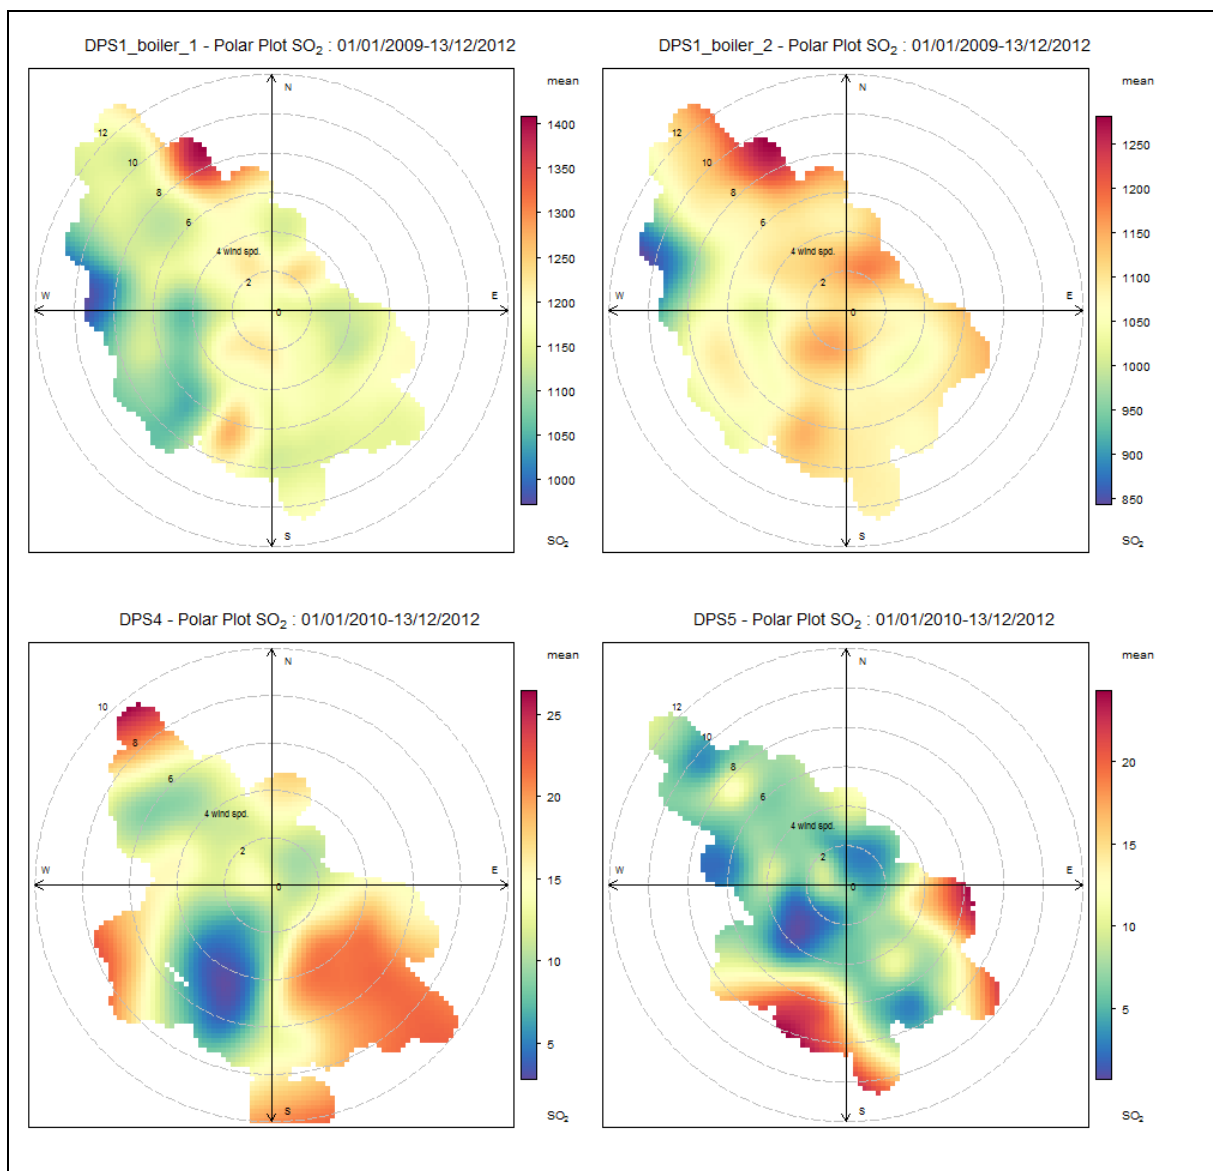 DPS1_boiler_1 - Polar Plot SO₂ : 01/01/2009-13/12/2012
mean
N
12
10
8
6
4 wind spd.
2
0
W
E
S
1400
1350
1300
1250
1200
1150
1100
1050
1000
SO₂
DPS1_boiler_2 - Polar Plot SO₂ : 01/01/2009-13/12/2012
mean
N
12
10
8
6
4 wind spd.
2
0
W
E
S
1250
1200
1150
1100
1050
1000
950
900
850
SO₂
DPS4 - Polar Plot SO₂ : 01/01/2010-13/12/2012
mean
N
10
8
6
4 wind spd.
2
0
W
E
S
25
20
15
10
5
SO₂
DPS5 - Polar Plot SO₂ : 01/01/2010-13/12/2012
mean
N
12
10
8
6
4 wind spd.
2
0
W
E
S
20
15
10
5
SO₂